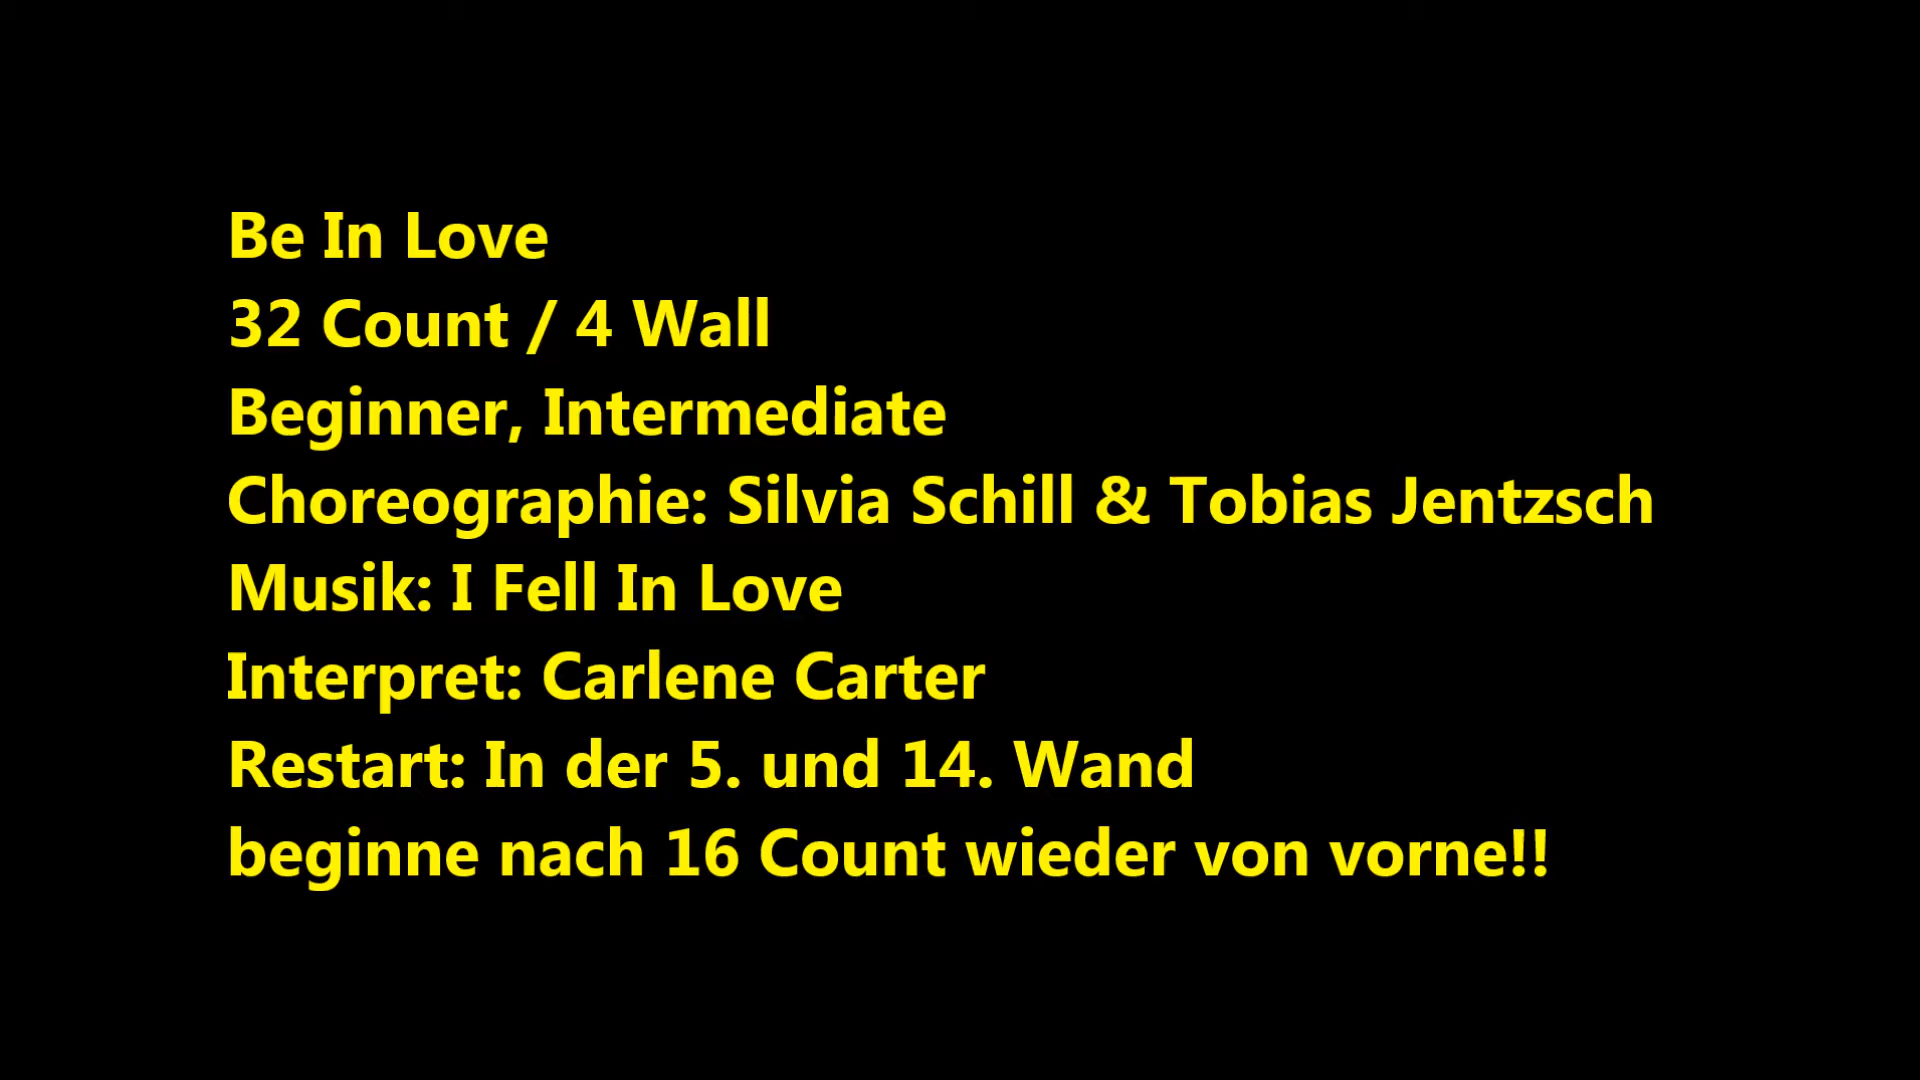 Be In Love
32 Count / 4 Wall
Beginner, Intermediate
Choreographie: Silvia Schill & Tobias Jentzsch
Musik: I Fell In Love
Interpret: Carlene Carter
Restart: In der 5. und 14. Wand
beginne nach 16 Count wieder von vorne!!